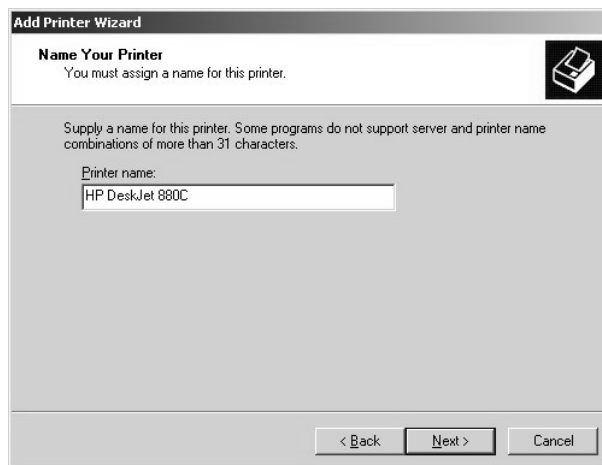 Add Printer Wizard
Name Your Printer
You must assign a name for this printer.
Supply a name for this printer. Some programs do not support server and printer name
combinations of more than 31 characters.
Printer name:
HP DeskJet 880C
< Back Next > Cancel